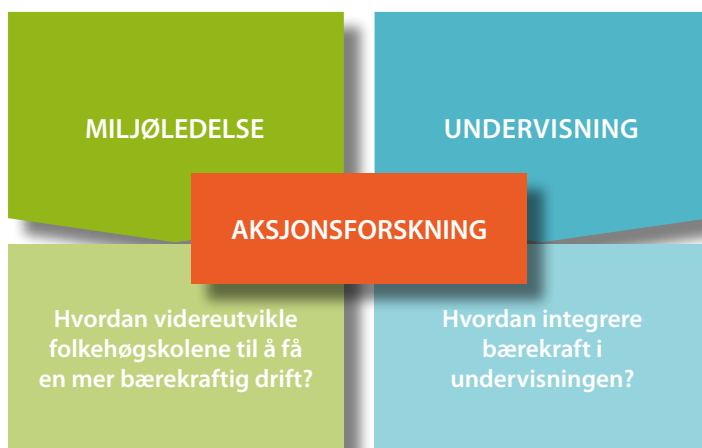 MILJØLEDELSE
UNDERVISNING
AKSJONSFORSKNING
Hvordan videreutvikle
folkehøgskolene til å få
en mer bærekraftig drift?
Hvordan integrere
bærekraft i
undervisningen?